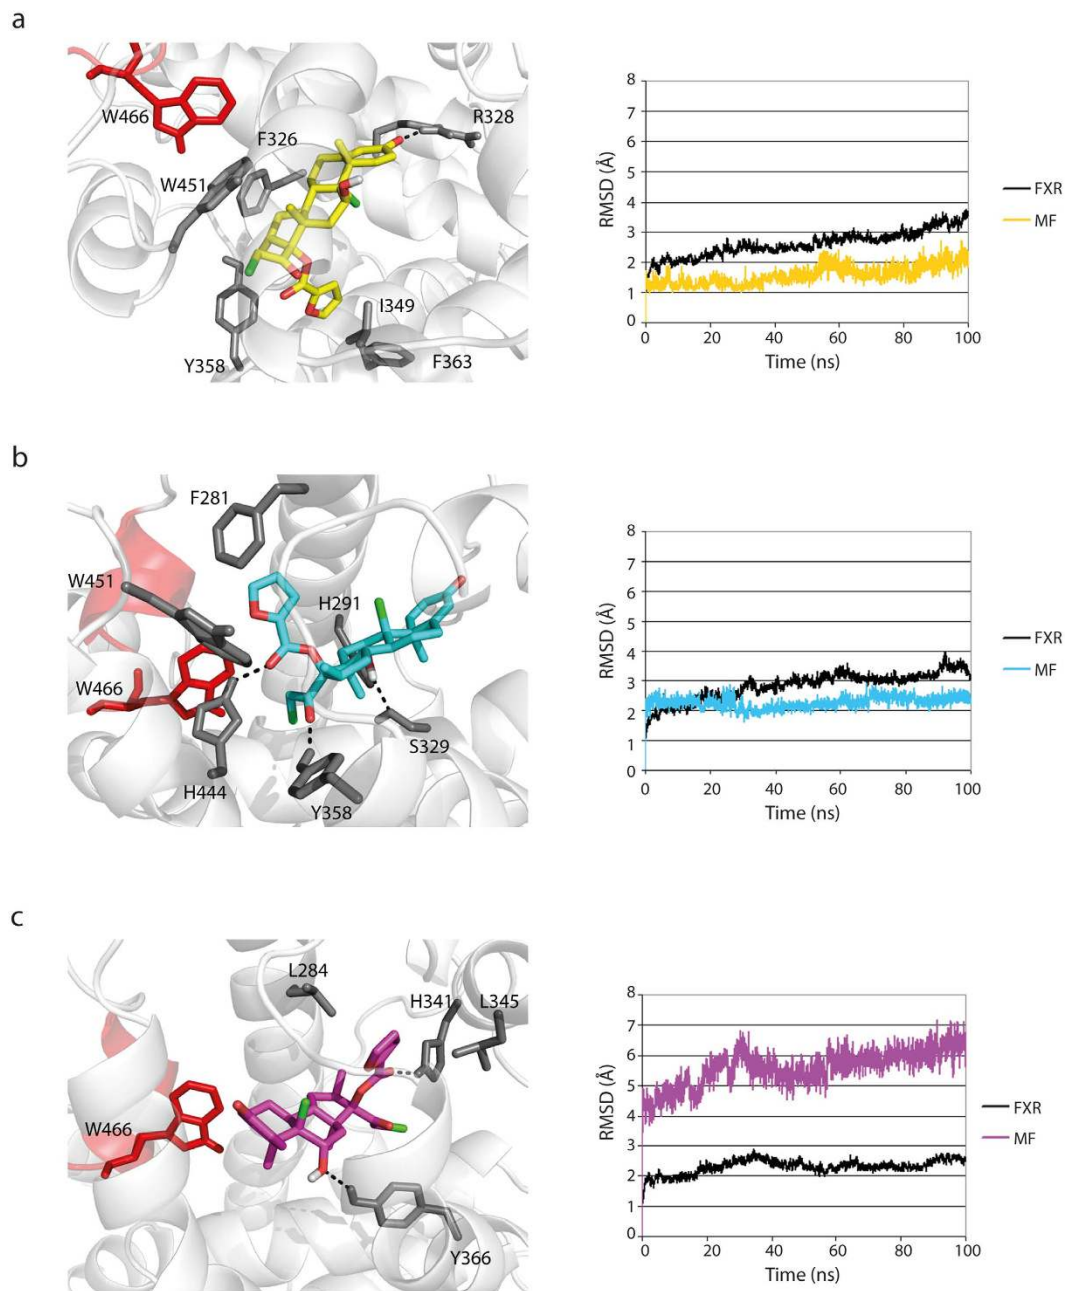 a
W466
F326
R328
W451
I349
Y358
F363
8
7
6
5
4
3
2
1
0
RMSD (Å)
0 20 40 60 80 100
Time (ns)
FXR
MF
b
F281
W451
H291
W466
S329
H444
Y358
8
7
6
5
4
3
2
1
0
RMSD (Å)
0 20 40 60 80 100
Time (ns)
FXR
MF
c
L284
H341 L345
W466
Y366
8
7
6
5
4
3
2
1
0
RMSD (Å)
0 20 40 60 80 100
Time (ns)
FXR
MF